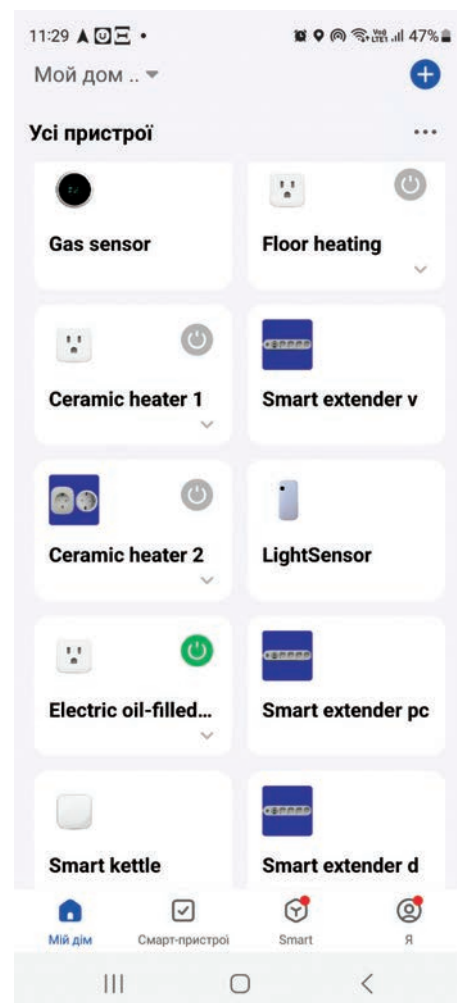 11:29
47%
Мой дом ..
Усі пристрої
Gas sensor
Floor heating
Ceramic heater 1
Smart extender v
Ceramic heater 2
LightSensor
Electric oil-filled...
Smart extender pc
Smart kettle
Smart extender d
Мій дім
Смарт-пристрої
Smart
Я